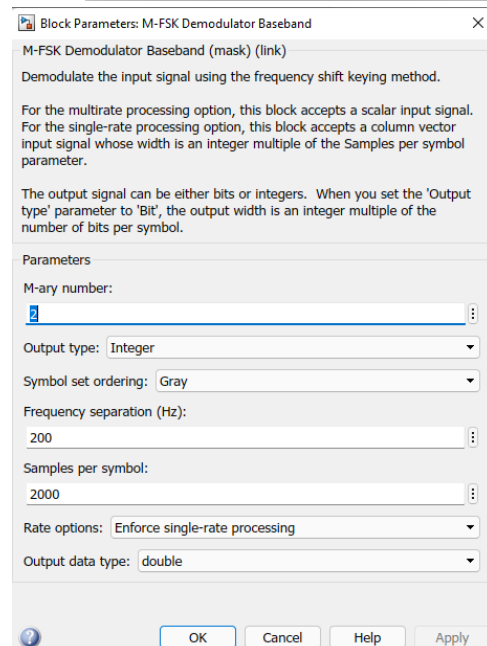 Block Parameters: M-FSK Demodulator Baseband
M-FSK Demodulator Baseband (mask) (link)
Demodulate the input signal using the frequency shift keying method.
For the multirate processing option, this block accepts a scalar input signal.
For the single-rate processing option, this block accepts a column vector
input signal whose width is an integer multiple of the Samples per symbol
parameter.
The output signal can be either bits or integers.  When you set the 'Output
type' parameter to 'Bit', the output width is an integer multiple of the
number of bits per symbol.
Parameters
M-ary number:
2
Output type: Integer
Symbol set ordering: Gray
Frequency separation (Hz):
200
Samples per symbol:
2000
Rate options: Enforce single-rate processing
Output data type: double
OK Cancel Help Apply